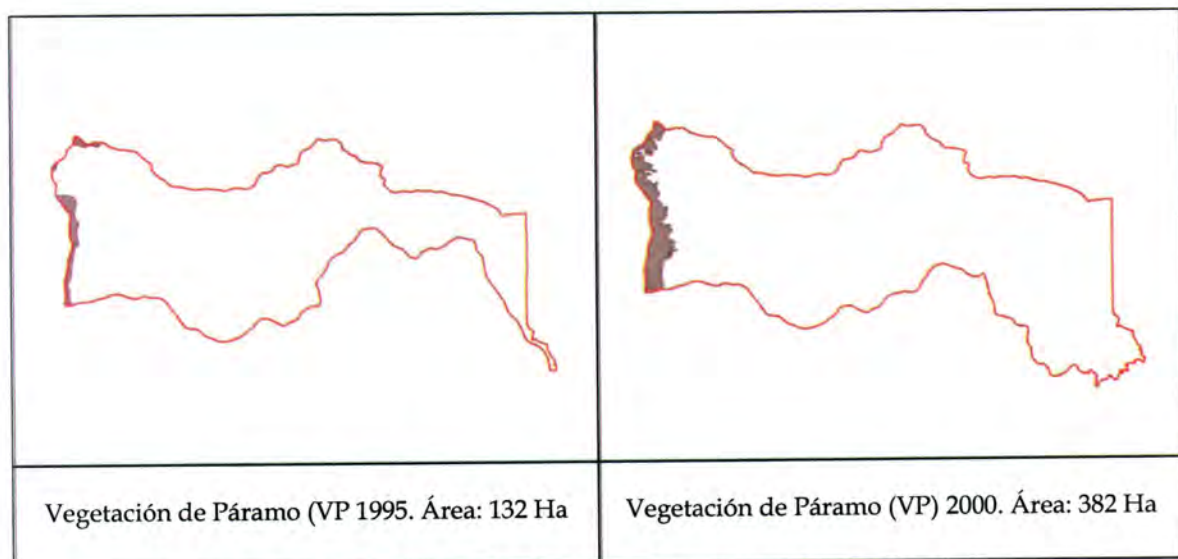 Vegetación de Páramo (VP 1995. Área: 132 Ha
Vegetación de Páramo (VP) 2000. Área: 382 Ha